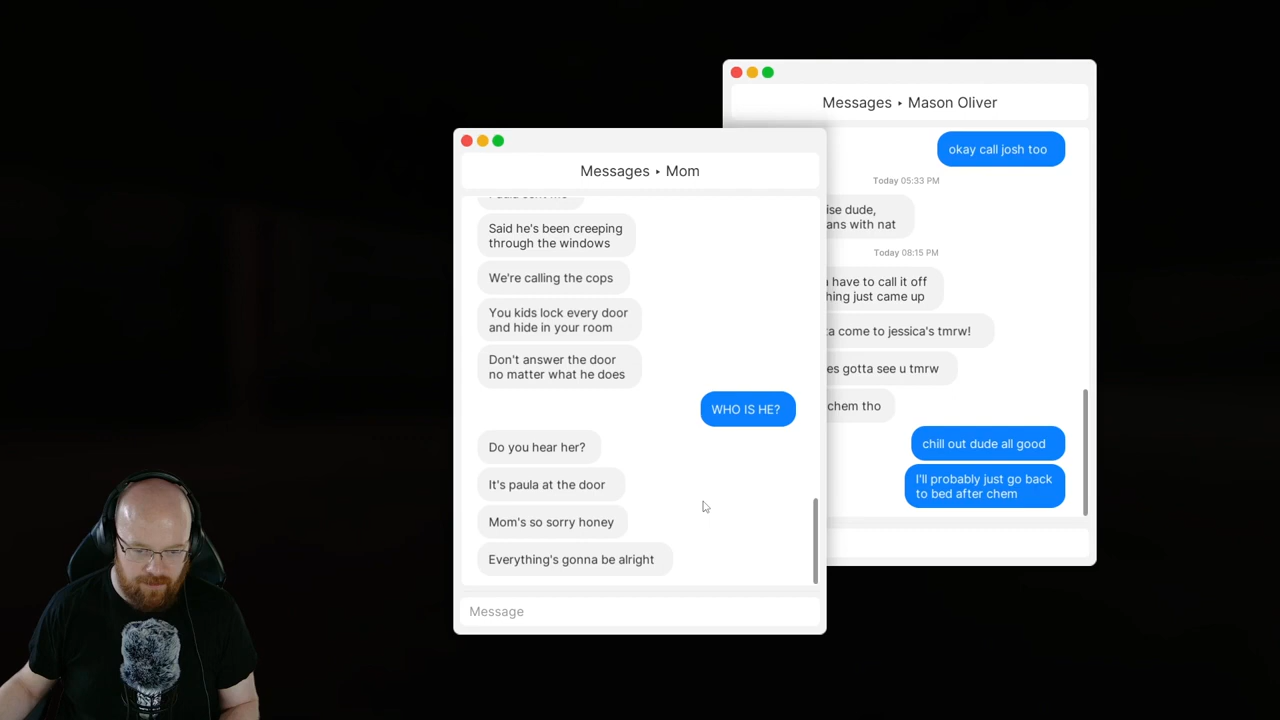 Messages ‣ Mason Oliver
okay call josh too
Today 05:33 PM
ise dude,
ans with nat
Today 08:15 PM
have to call it off
hing just came up
a come to jessica's tmrw!
es gotta see u tmrw
chem tho
chill out dude all good
I'll probably just go back
to bed after chem
Messages ‣ Mom
Said he's been creeping
through the windows
We're calling the cops
You kids lock every door
and hide in your room
Don't answer the door
no matter what he does
WHO IS HE?
Do you hear her?
It's paula at the door
Mom's so sorry honey
Everything's gonna be alright
Message